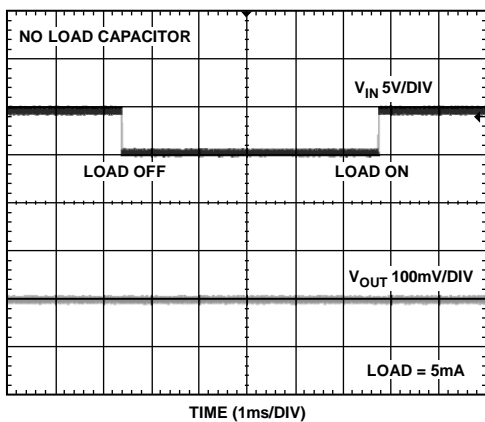 NO LOAD CAPACITOR
VIN 5V/DIV
LOAD OFF
LOAD ON
VOUT 100mV/DIV
LOAD = 5mA
TIME (1ms/DIV)